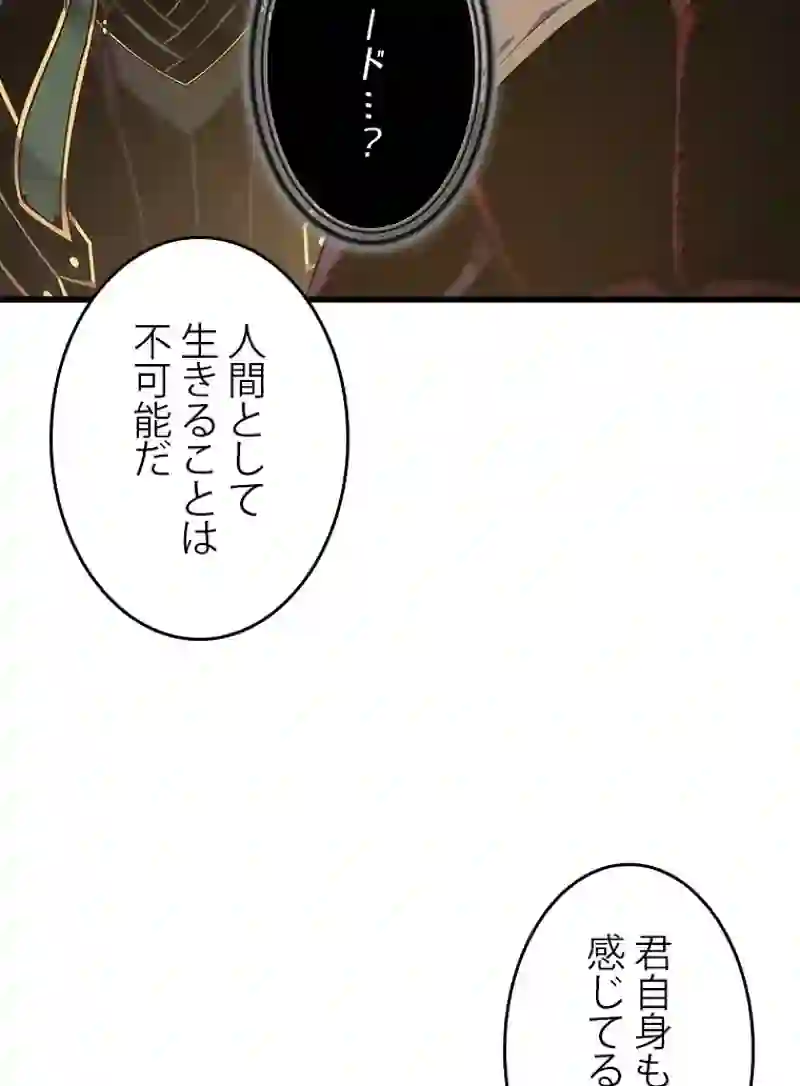 ード…？
人間として
生きることは
不可能だ
君自身も
感じてる